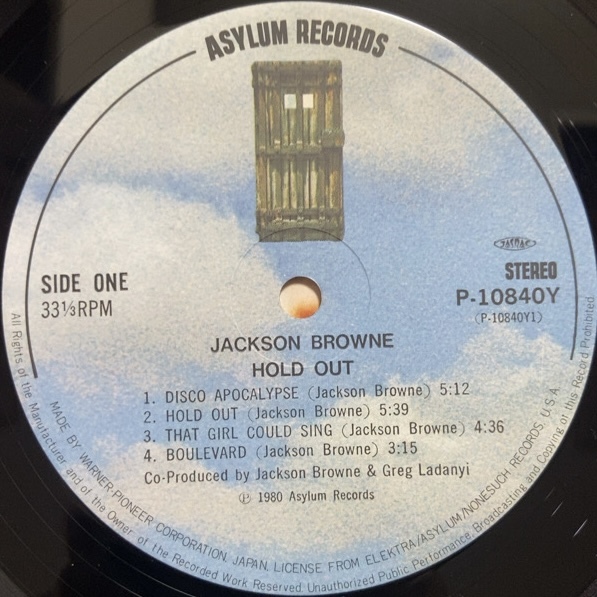 ASYLUM RECORDS
JASRAC
SIDE ONE
33⅓RPM
STEREO
P-10840Y
(P-10840Y1)
JACKSON BROWNE
HOLD OUT
1. DISCO APOCALYPSE (Jackson Browne) 5:12
2. HOLD OUT (Jackson Browne) 5:39
3. THAT GIRL COULD SING (Jackson Browne) 4:36
4. BOULEVARD (Jackson Browne) 3:15
Co-Produced by Jackson Browne & Greg Ladanyi
℗ 1980 Asylum Records
MADE BY WARNER-PIONEER CORPORATION, JAPAN. LICENSE FROM ELEKTRA/ASYLUM/NONESUCH RECORDS, U.S.A.
All Rights of the Manufacturer and of the Owner of the Recorded Work Reserved. Unauthorized Public Performance, Broadcasting and Copying of this Record Prohibited.